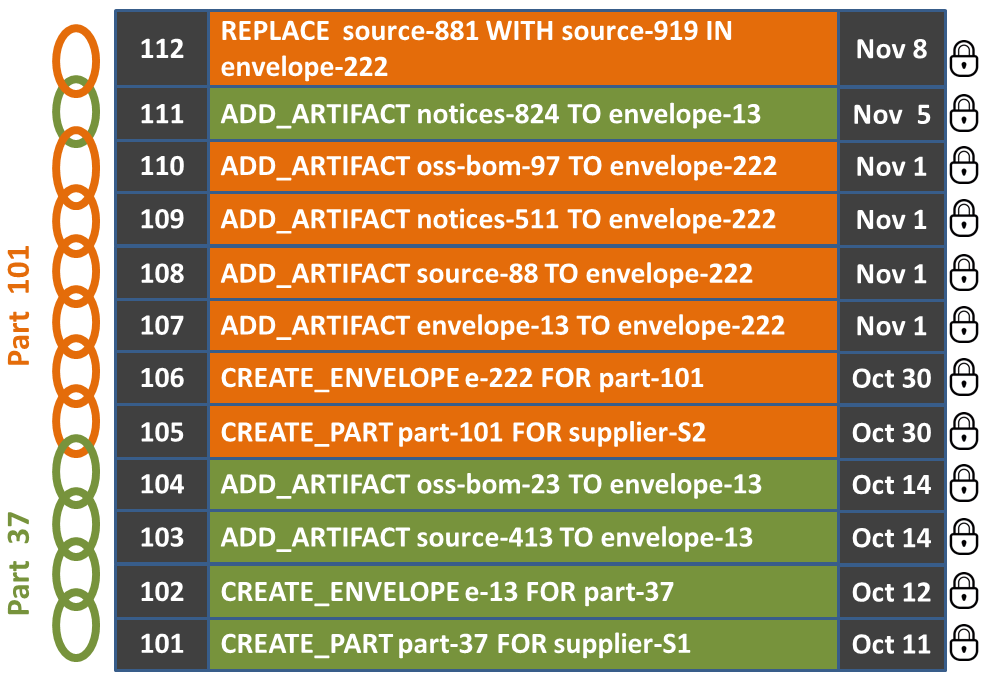 112 REPLACE source-881 WITH source-919 IN Nov 8
envelope-222
111 ADD_ARTIFACT notices-824 TO envelope-13 Nov 5
110 ADD_ARTIFACT oss-bom-97 TO envelope-222 Nov 1
109 ADD_ARTIFACT notices-511 TO envelope-222 Nov 1
108 ADD_ARTIFACT source-88 TO envelope-222 Nov 1
107 ADD_ARTIFACT envelope-13 TO envelope-222 Nov 1
106 CREATE_ENVELOPE e-222 FOR part-101 Oct 30
105 CREATE_PART part-101 FOR supplier-S2 Oct 30
104 ADD_ARTIFACT oss-bom-23 TO envelope-13 Oct 14
103 ADD_ARTIFACT source-413 TO envelope-13 Oct 14
102 CREATE_ENVELOPE e-13 FOR part-37 Oct 12
101 CREATE_PART part-37 FOR supplier-S1 Oct 11
Part 101
Part 37